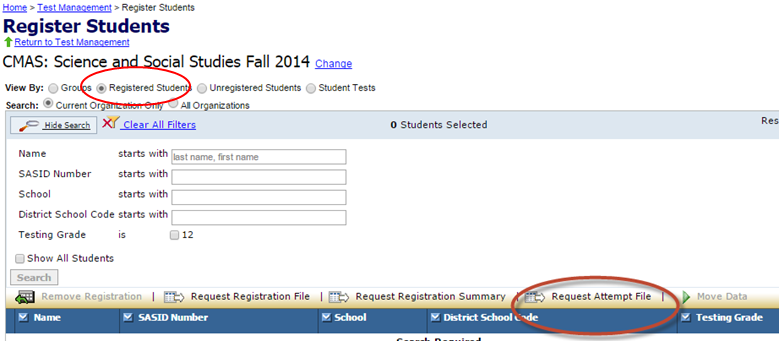 Home > Test Management > Register Students
Register Students
Return to Test Management
CMAS: Science and Social Studies Fall 2014 Change
View By: Groups Registered Students Unregistered Students Student Tests
Search: Current Organization Only All Organizations
Hide Search Clear All Filters 0 Students Selected Res
Name starts with last name, first name
SASID Number starts with
School starts with
District School Code starts with
Testing Grade is 12
Show All Students
Search
Remove Registration | Request Registration File | Request Registration Summary | Request Attempt File | Move Data
Name SASID Number School District School Code Testing Grade
Search Required